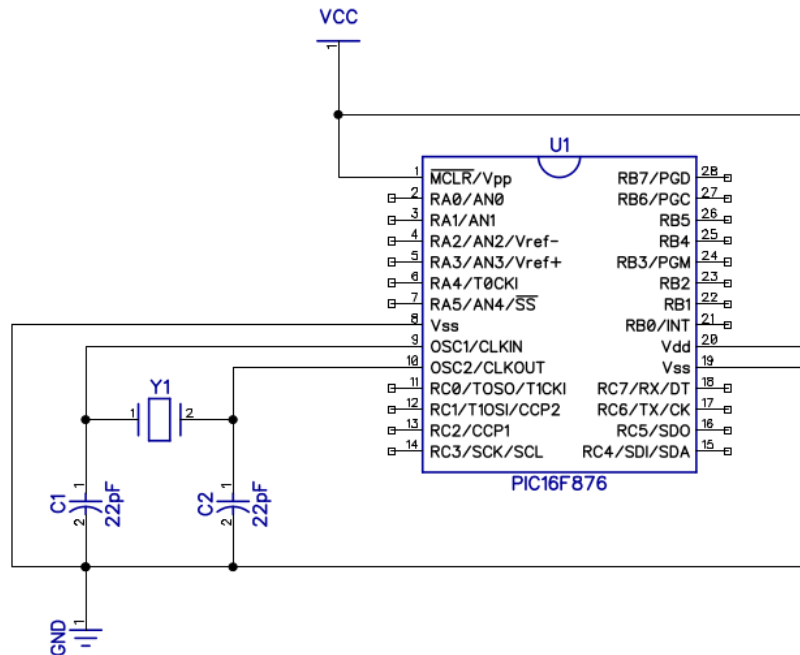 VCC
1
U1
1 MCLR/Vpp RB7/PGD 28
2 RA0/AN0 RB6/PGC 27
3 RA1/AN1 RB5 26
4 RA2/AN2/Vref- RB4 25
5 RA3/AN3/Vref+ RB3/PGM 24
6 RA4/T0CKI RB2 23
7 RA5/AN4/SS RB1 22
8 Vss RB0/INT 21
9 OSC1/CLKIN Vdd 20
10 OSC2/CLKOUT Vss 19
11 RC0/TOSO/T1CKI RC7/RX/DT 18
12 RC1/T1OSI/CCP2 RC6/TX/CK 17
13 RC2/CCP1 RC5/SDO 16
14 RC3/SCK/SCL RC4/SDI/SDA 15
PIC16F876
Y1
1 2
C1
1
2
22pF
C2
1
2
22pF
GND
1